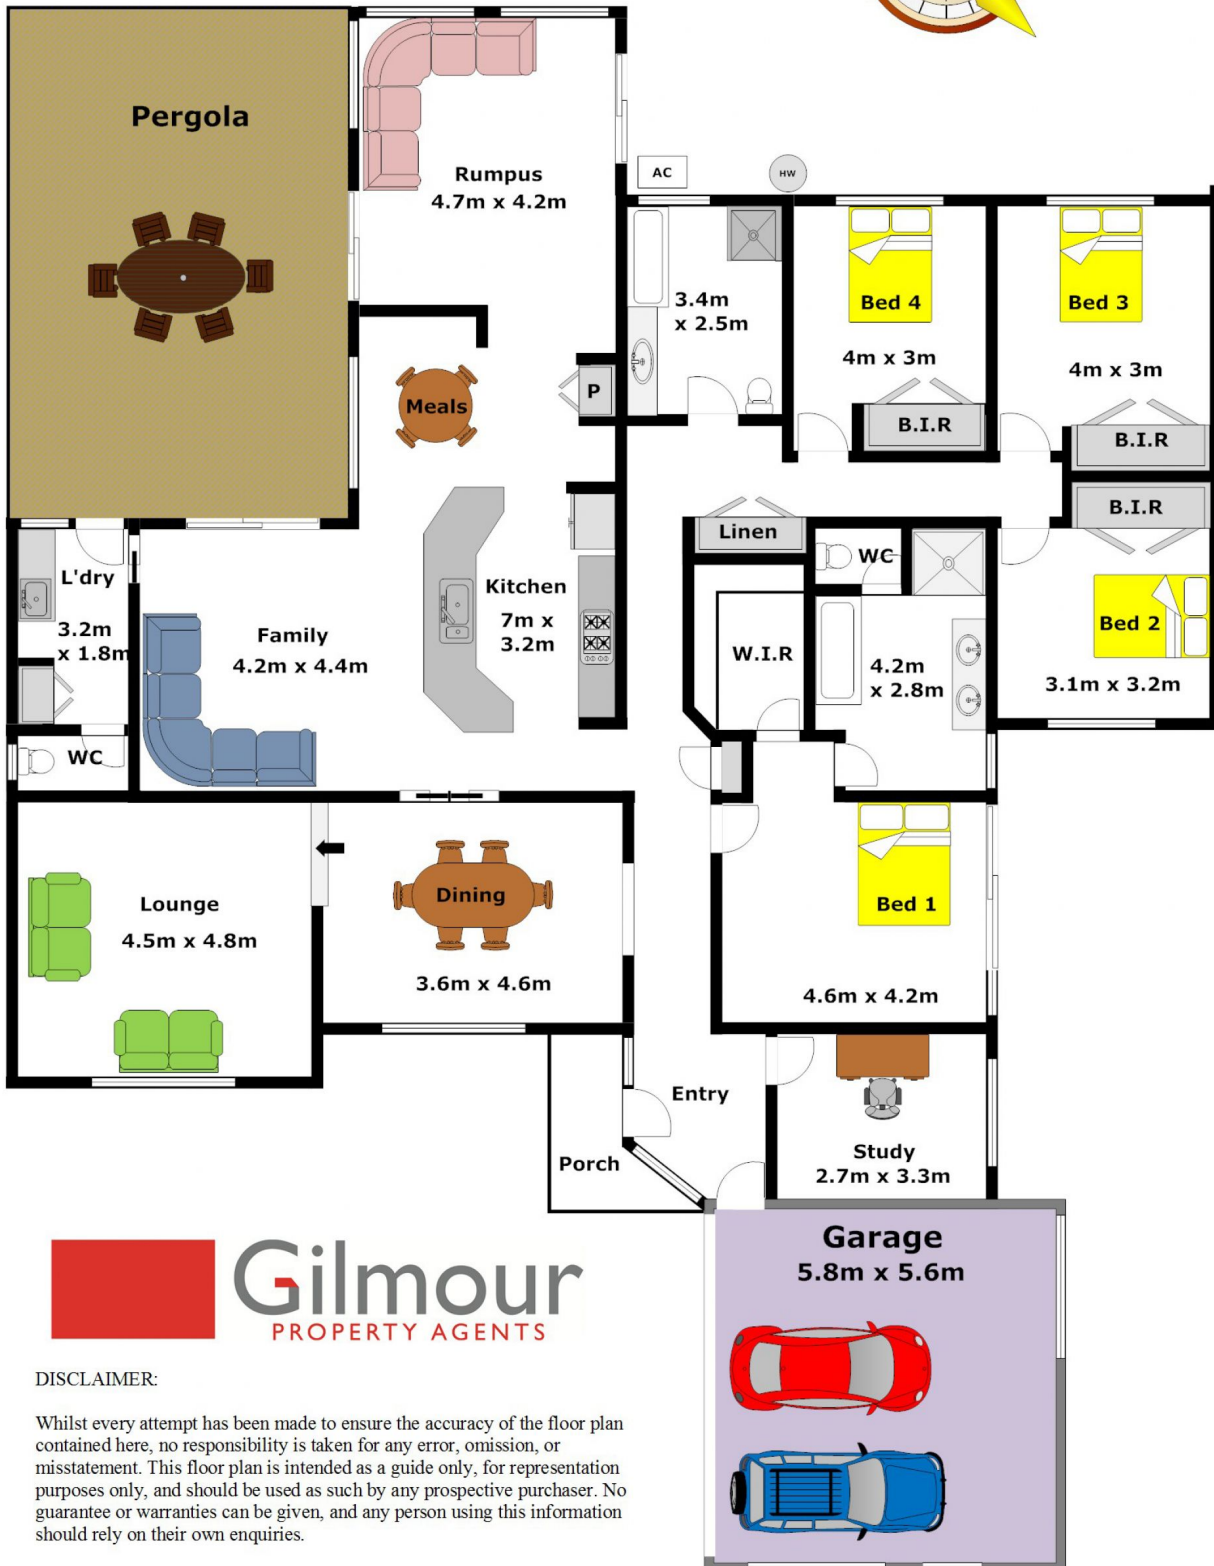 Pergola
Rumpus
4.7m x 4.2m
AC
HW
3.4m
x 2.5m
Bed 4
4m x 3m
B.I.R
Bed 3
4m x 3m
B.I.R
Meals
P
B.I.R
Linen
WC
L'dry
3.2m
x 1.8m
Kitchen
7m x
3.2m
Family
4.2m x 4.4m
W.I.R
4.2m
x 2.8m
Bed 2
3.1m x 3.2m
WC
Lounge
4.5m x 4.8m
Dining
3.6m x 4.6m
Bed 1
4.6m x 4.2m
Entry
Porch
Study
2.7m x 3.3m
Garage
5.8m x 5.6m
Gilmour
PROPERTY AGENTS
DISCLAIMER:
Whilst every attempt has been made to ensure the accuracy of the floor plan
contained here, no responsibility is taken for any error, omission, or
misstatement. This floor plan is intended as a guide only, for representation
purposes only, and should be used as such by any prospective purchaser. No
guarantee or warranties can be given, and any person using this information
should rely on their own enquiries.